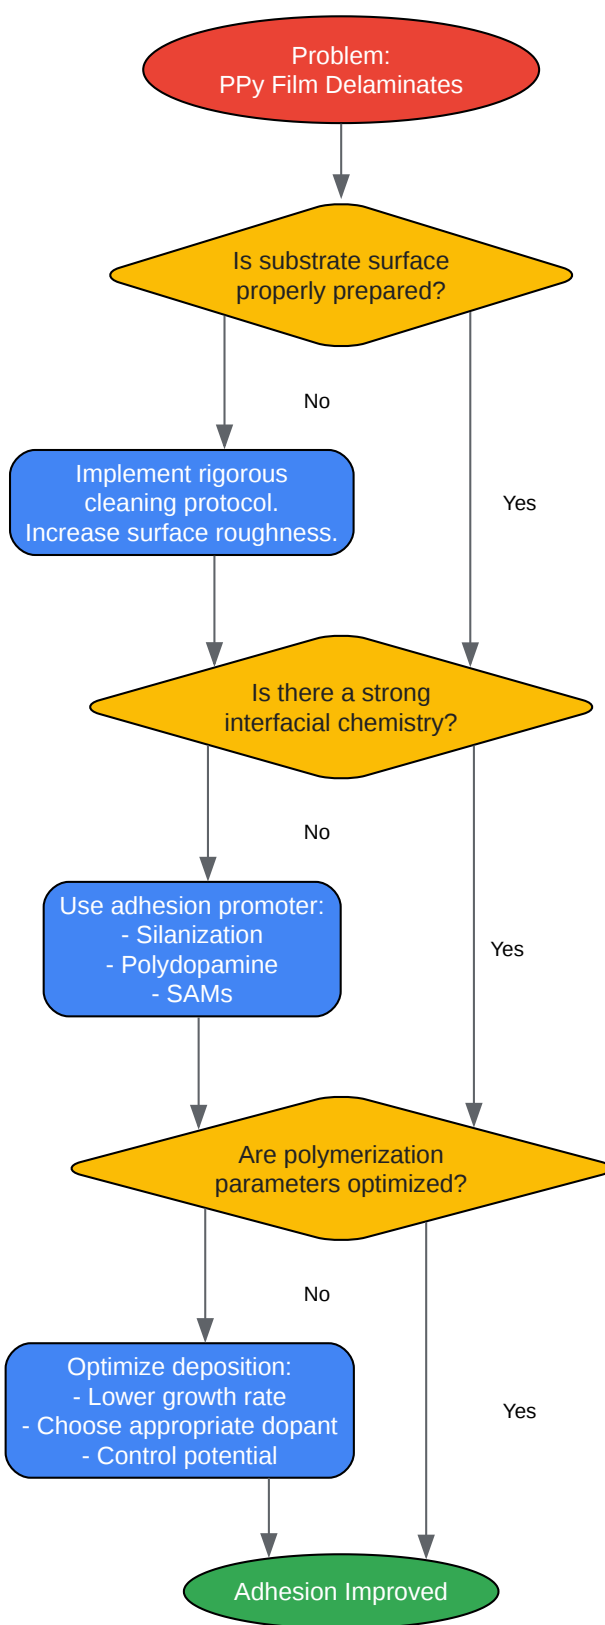 Problem:
PPy Film Delaminates
Is substrate surface
properly prepared?
No
Implement rigorous
cleaning protocol.
Increase surface roughness.
Yes
Is there a strong
interfacial chemistry?
No
Use adhesion promoter:
- Silanization
- Polydopamine
- SAMs
Yes
Are polymerization
parameters optimized?
No
Optimize deposition:
- Lower growth rate
- Choose appropriate dopant
- Control potential
Yes
Adhesion Improved